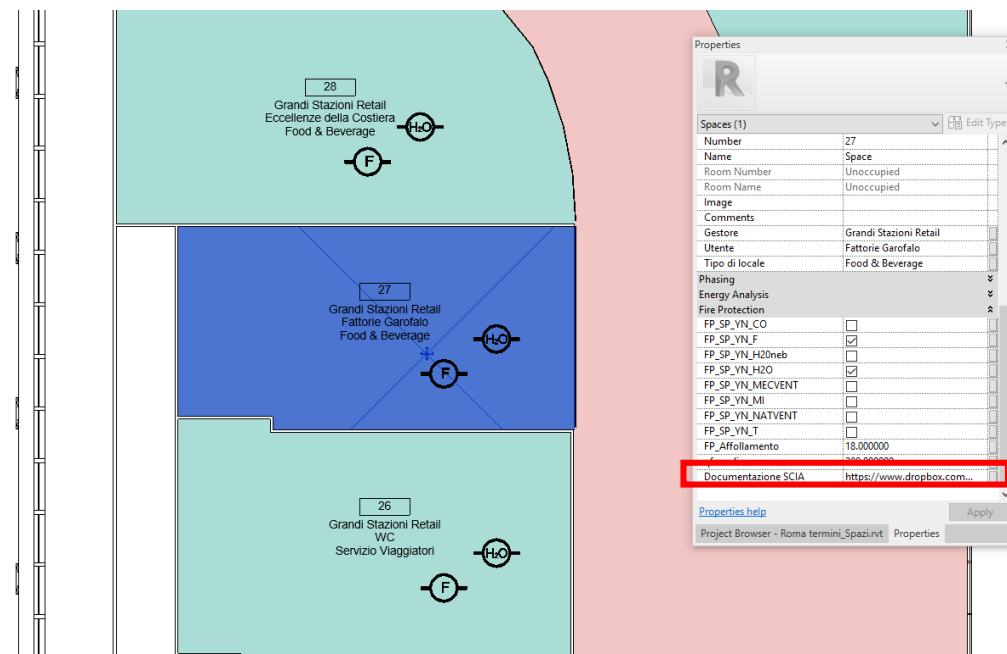 28
Grandi Stazioni Retail
Eccellenze della Costiera
Food & Beverage
H₂O
F
27
Grandi Stazioni Retail
Fattorie Garofalo
Food & Beverage
H₂O
F
26
Grandi Stazioni Retail
WC
Servizio Viaggiatori
H₂O
F
Properties
R
Spaces (1) Edit Type
Number 27
Name Space
Room Number Unoccupied
Room Name Unoccupied
Image
Comments
Gestore Grandi Stazioni Retail
Utente Fattorie Garofalo
Tipo di locale Food & Beverage
Phasing
Energy Analysis
Fire Protection
FP_SP_YN_CO
FP_SP_YN_F
FP_SP_YN_H20neb
FP_SP_YN_H2O
FP_SP_YN_MECVENT
FP_SP_YN_MI
FP_SP_YN_NATVENT
FP_SP_YN_T
FP_Affollamento 18.000000
Documentazione SCIA https://www.dropbox.com...
Properties help Apply
Project Browser - Roma termini_Spazi.rvt Properties